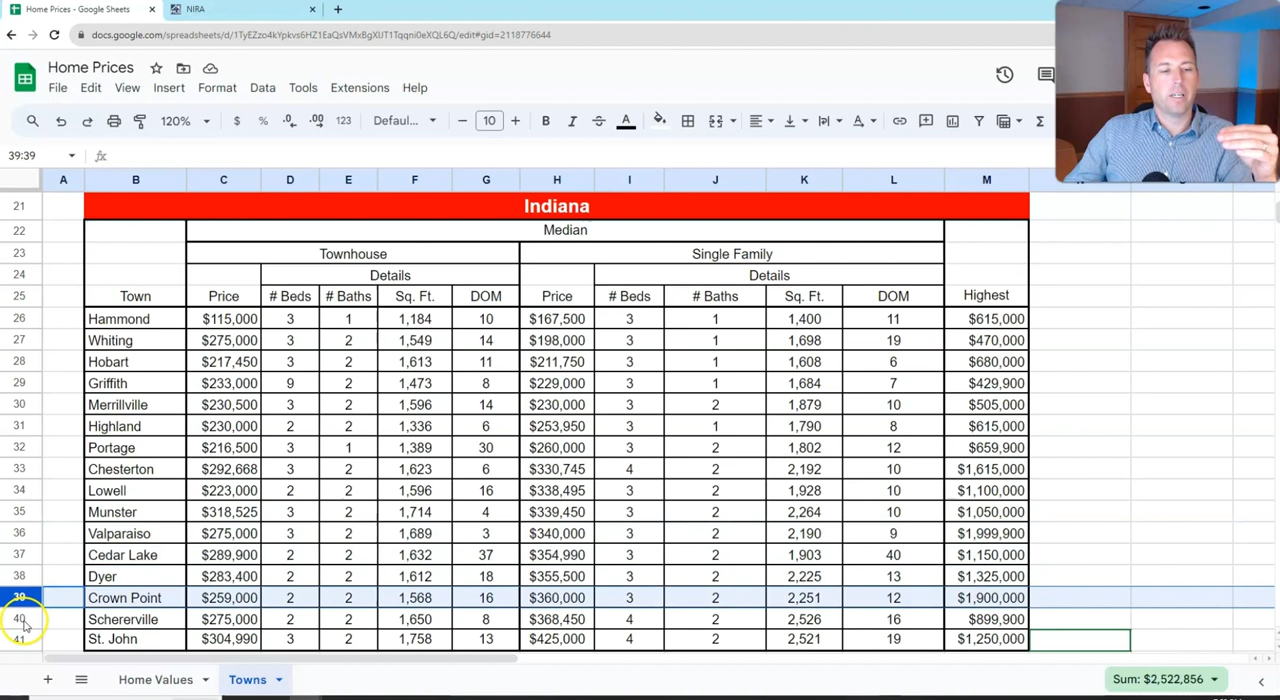 Home Prices - Google Sheets × NIRA × +
docs.google.com/spreadsheets/d/1TyEZzo4kYpkvs6HZ1EaQsVMxBgXlJT1Tqqni0eXQL6Q/edit#gid=2118776644
Home Prices
File Edit View Insert Format Data Tools Extensions Help
120% $ % .0 .00 123 Defaul... − 10 + B I S A Σ
39:39 fx
A B C D E F G H I J K L M
21 Indiana
22 Median
23 Townhouse Single Family
24 Details Details
25 Town Price # Beds # Baths Sq. Ft. DOM Price # Beds # Baths Sq. Ft. DOM Highest
26 Hammond $115,000 3 1 1,184 10 $167,500 3 1 1,400 11 $615,000
27 Whiting $275,000 3 2 1,549 14 $198,000 3 1 1,698 19 $470,000
28 Hobart $217,450 3 2 1,613 11 $211,750 3 1 1,608 6 $680,000
29 Griffith $233,000 9 2 1,473 8 $229,000 3 1 1,684 7 $429,900
30 Merrillville $230,500 3 2 1,596 14 $230,000 3 2 1,879 10 $505,000
31 Highland $230,000 2 2 1,336 6 $253,950 3 1 1,790 8 $615,000
32 Portage $216,500 3 1 1,389 30 $260,000 3 2 1,802 12 $659,900
33 Chesterton $292,668 3 2 1,623 6 $330,745 4 2 2,192 10 $1,615,000
34 Lowell $223,000 2 2 1,596 16 $338,495 3 2 1,928 10 $1,100,000
35 Munster $318,525 3 2 1,714 4 $339,450 3 2 2,264 10 $1,050,000
36 Valparaiso $275,000 3 2 1,689 3 $340,000 3 2 2,190 9 $1,999,900
37 Cedar Lake $289,900 2 2 1,632 37 $354,990 3 2 1,903 40 $1,150,000
38 Dyer $283,400 2 2 1,612 18 $355,500 3 2 2,225 13 $1,325,000
39 Crown Point $259,000 2 2 1,568 16 $360,000 3 2 2,251 12 $1,900,000
40 Schererville $275,000 2 2 1,650 8 $368,450 4 2 2,526 16 $899,900
41 St. John $304,990 3 2 1,758 13 $425,000 4 2 2,521 19 $1,250,000
+ Home Values Towns Sum: $2,522,856